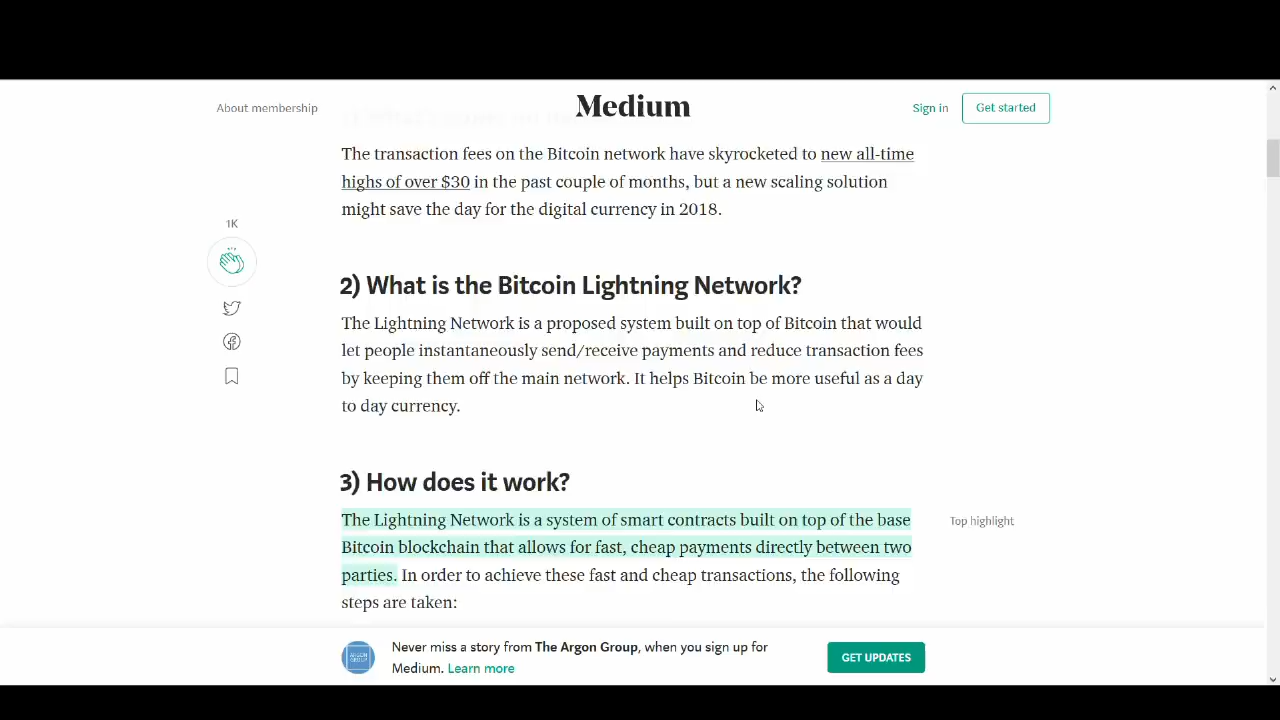 About membership
Medium
Sign in
Get started
The transaction fees on the Bitcoin network have skyrocketed to new all-time
highs of over $30 in the past couple of months, but a new scaling solution
might save the day for the digital currency in 2018.
1K
2) What is the Bitcoin Lightning Network?
The Lightning Network is a proposed system built on top of Bitcoin that would
let people instantaneously send/receive payments and reduce transaction fees
by keeping them off the main network. It helps Bitcoin be more useful as a day
to day currency.
3) How does it work?
The Lightning Network is a system of smart contracts built on top of the base
Top highlight
Bitcoin blockchain that allows for fast, cheap payments directly between two
parties. In order to achieve these fast and cheap transactions, the following
steps are taken:
ARGON
GROUP
Never miss a story from The Argon Group, when you sign up for
Medium. Learn more
GET UPDATES